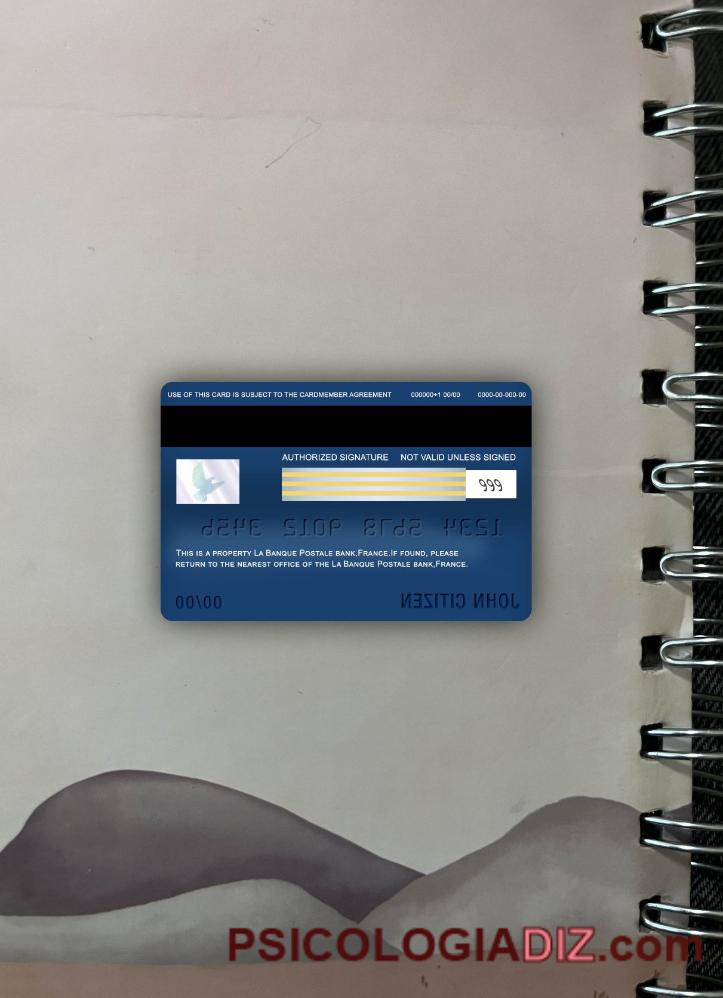 USE OF THIS CARD IS SUBJECT TO THE CARDMEMBER AGREEMENT 000000+1 00/00 0000-00-000-00
AUTHORIZED SIGNATURE NOT VALID UNLESS SIGNED
999
1234 5678 9012 3456
THIS IS A PROPERTY LA BANQUE POSTALE BANK,FRANCE.IF FOUND, PLEASE
RETURN TO THE NEAREST OFFICE OF THE LA BANQUE POSTALE BANK,FRANCE.
00/00 JOHN CITIZEN
PSICOLOGIADIZ.com